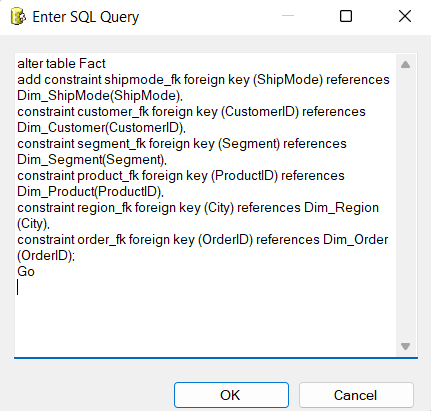 Enter SQL Query
alter table Fact
add constraint shipmode_fk foreign key (ShipMode) references
Dim_ShipMode(ShipMode),
constraint customer_fk foreign key (CustomerID) references
Dim_Customer(CustomerID),
constraint segment_fk foreign key (Segment) references
Dim_Segment(Segment),
constraint product_fk foreign key (ProductID) references
Dim_Product(ProductID),
constraint region_fk foreign key (City) references Dim_Region
(City),
constraint order_fk foreign key (OrderID) references Dim_Order
(OrderID);
Go
OK
Cancel